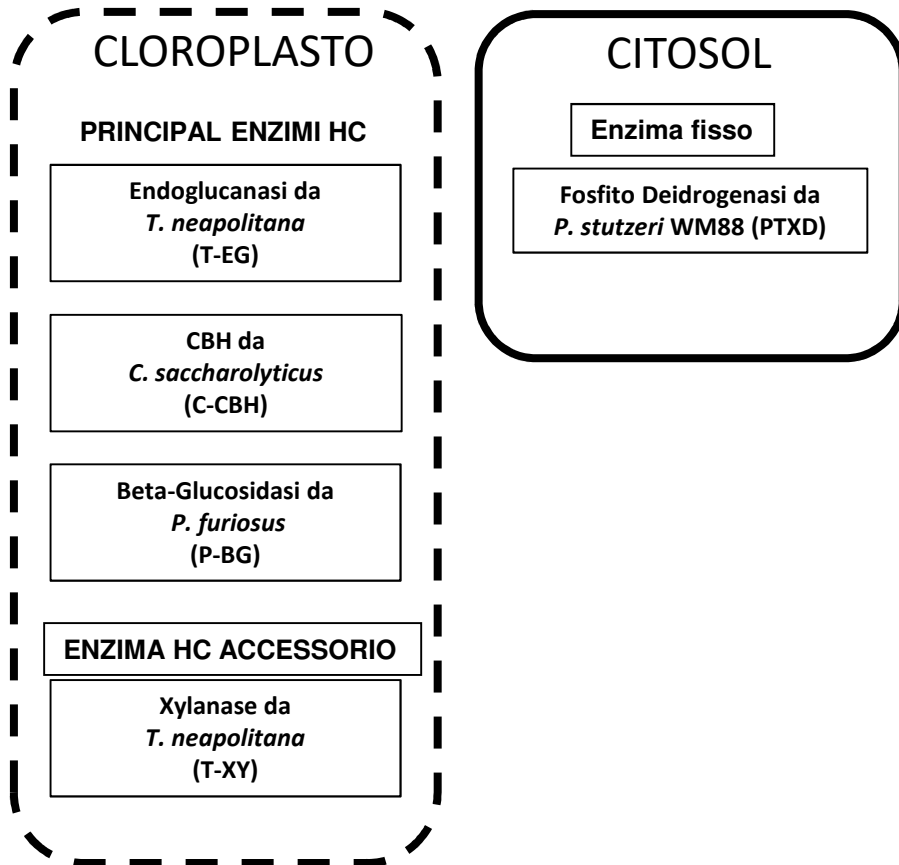 CLOROPLASTO
PRINCIPAL ENZIMI HC
Endoglucanasi da
T. neapolitana
(T-EG)
CBH da
C. saccharolyticus
(C-CBH)
Beta-Glucosidasi da
P. furiosus
(P-BG)
ENZIMA HC ACCESSORIO
Xylanase da
T. neapolitana
(T-XY)
CITOSOL
Enzima fisso
Fosfito Deidrogenasi da
P. stutzeri WM88 (PTXD)